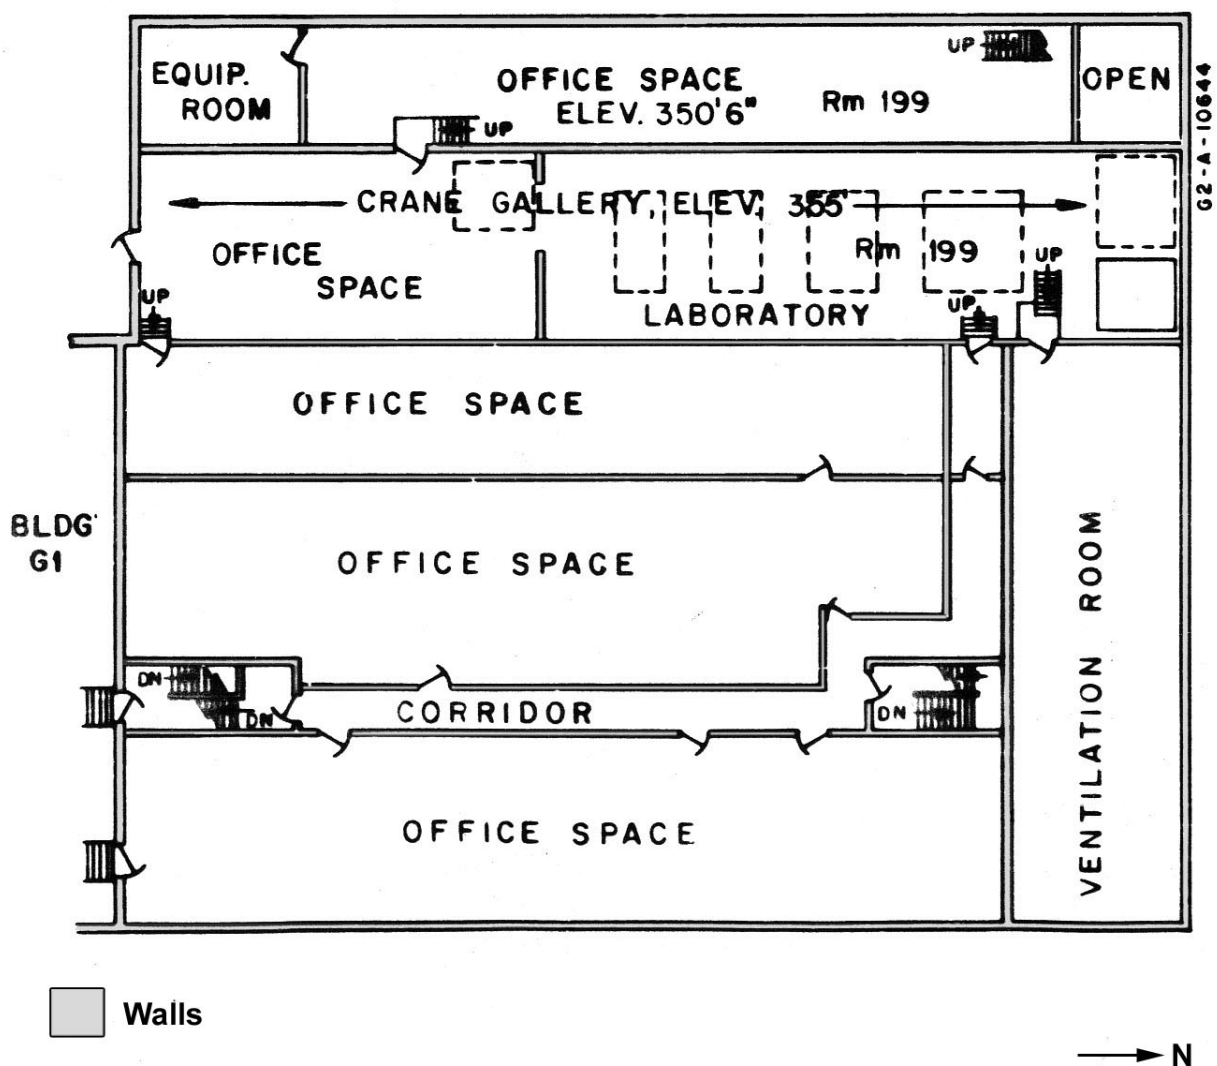 EQUIP.
ROOM
OFFICE SPACE
ELEV. 350'6"
Rm 199
UP
OPEN
UP
G2-A-10644
CRANE GALLERY, ELEV. 355'
OFFICE
SPACE
Rm 199
UP
UP
UP
LABORATORY
OFFICE SPACE
BLDG
G1
OFFICE SPACE
VENTILATION ROOM
DN
DN
CORRIDOR
DN
OFFICE SPACE
Walls
N